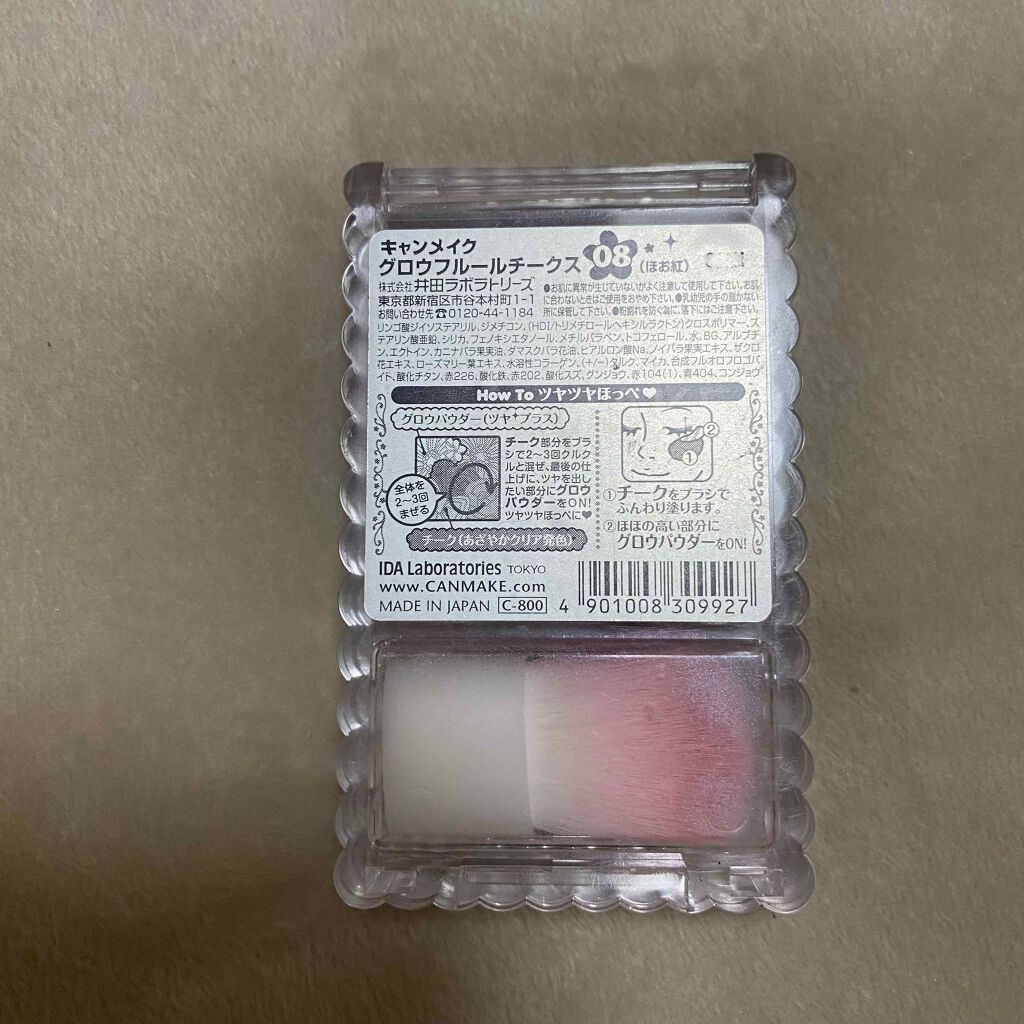 キャンメイク
グロウフルールチークス 08 (ほお紅)
株式会社 井田ラボラトリーズ
東京都新宿区市谷本村町1-1
お問い合わせ先☎0120-44-1184
●お肌に異常が生じていないかよく注意して使用して下さい。お肌
に合わないときはご使用をおやめ下さい。●乳幼児の手の届かない
所に保管して下さい。●粉割れを防ぐ為に、落下にはご注意下さい。
リンゴ酸ジイソステアリル、ジメチコン、(HDI/トリメチロールヘキシルラクトン)クロスポリマー、ス
テアリン酸亜鉛、シリカ、フェノキシエタノール、メチルパラベン、トコフェロール、水、BG、アルブチ
ン、エクトイン、カニナバラ果実油、ダマスクバラ花油、ヒアルロン酸Na、ノイバラ果実エキス、ザクロ
花エキス、ローズマリー葉エキス、水溶性コラーゲン、(+/-)タルク、マイカ、合成フルオロフロゴパ
イト、酸化チタン、赤226、酸化鉄、赤202、酸化スズ、グンジョウ、赤104(1)、青404、コンジョウ
How To ツヤツヤほっぺ♥
グロウパウダー(ツヤ✦プラス)
チーク部分をブラ
シで2〜3回クルク
ルと混ぜ、最後の仕
上げに、ツヤを出し
たい部分にグロウ
パウダーをON!
ツヤツヤほっぺに♥
全体を
2〜3回
まぜる
チーク(あざやかクリア発色)
②
①
①チークをブラシで
ふんわり塗ります。
②ほほの高い部分に
グロウパウダーをON!
IDA Laboratories TOKYO
www.CANMAKE.com
MADE IN JAPAN C-800
4 901008 309927